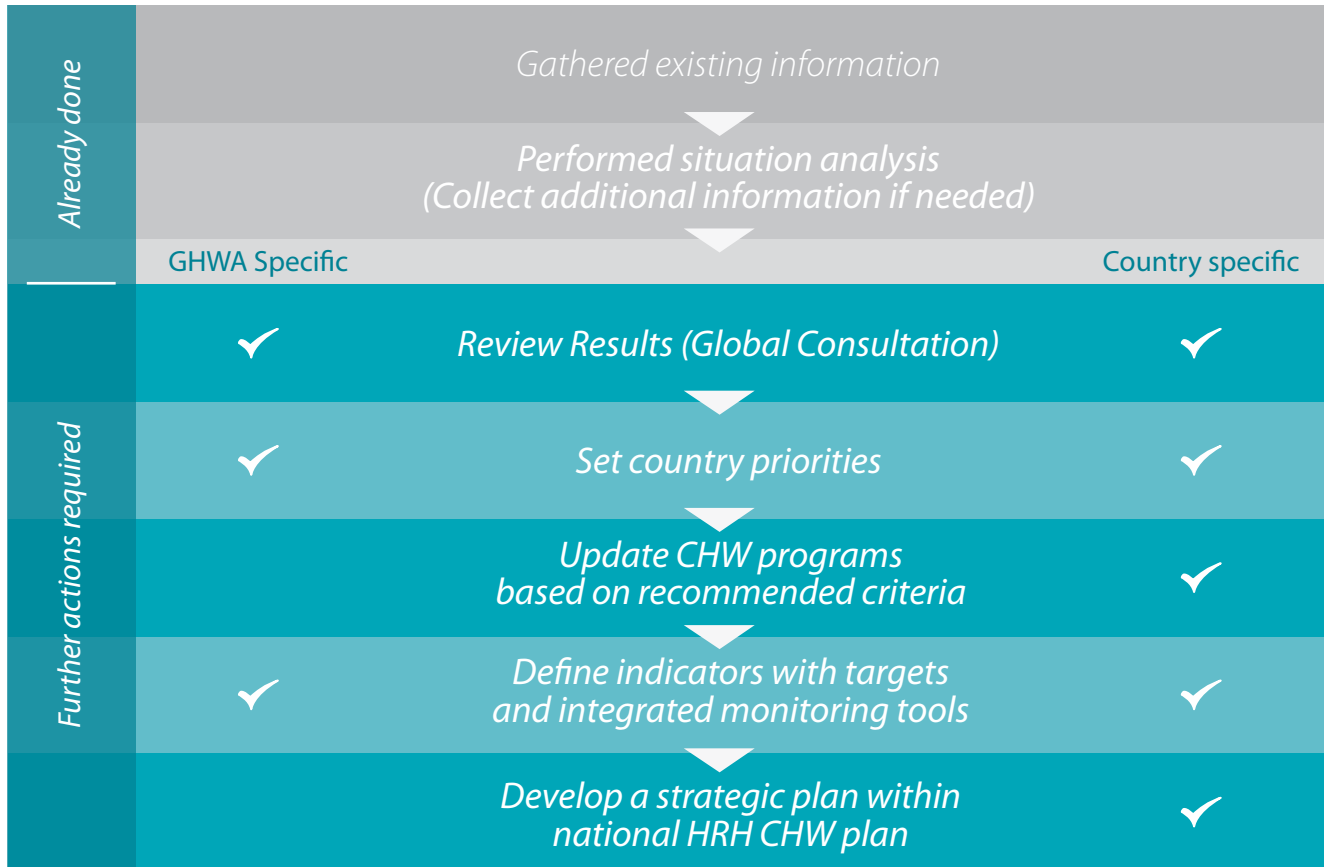 Already done
Gathered existing information
Performed situation analysis
(Collect additional information if needed)
GHWA Specific
Country specific
Further actions required
Review Results (Global Consultation)
Set country priorities
Update CHW programs
based on recommended criteria
Define indicators with targets
and integrated monitoring tools
Develop a strategic plan within
national HRH CHW plan